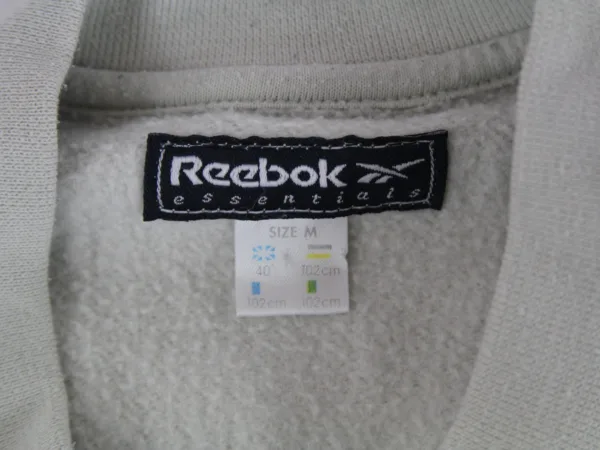 Reebok
essentials
SIZE M
40" 102cm
102cm 102cm